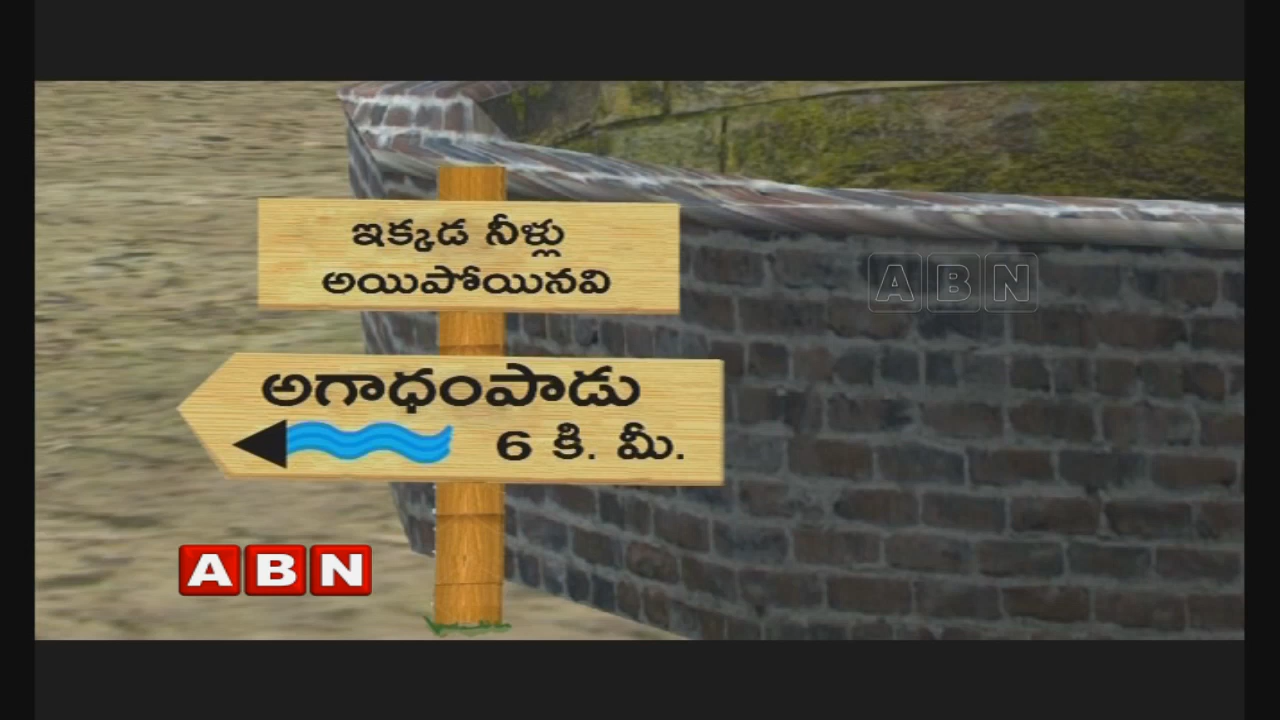 ఇక్కడ నీళ్లు
అయిపోయినవి
ABN
అగాధంపాడు
6 కి. మీ.
ABN